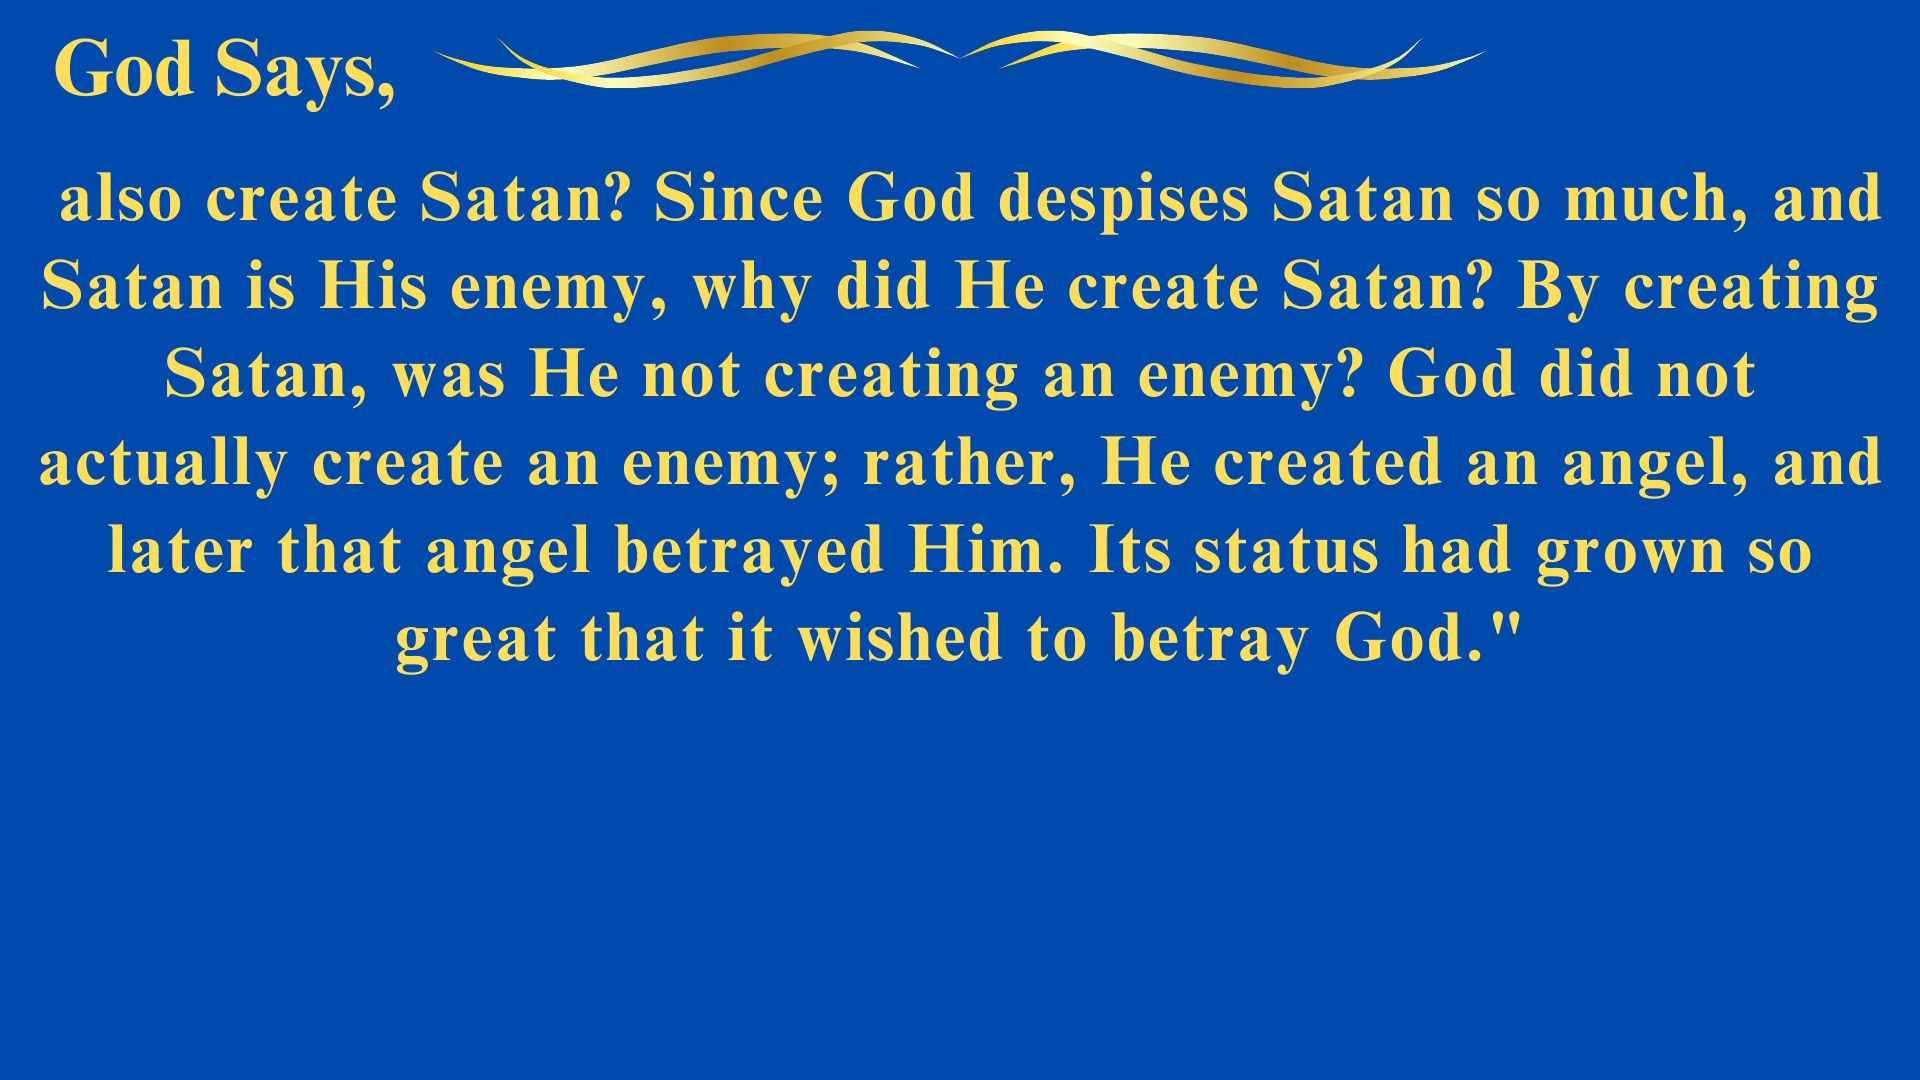 God Says,
also create Satan? Since God despises Satan so much, and
Satan is His enemy, why did He create Satan? By creating
Satan, was He not creating an enemy? God did not
actually create an enemy; rather, He created an angel, and
later that angel betrayed Him. Its status had grown so
great that it wished to betray God."